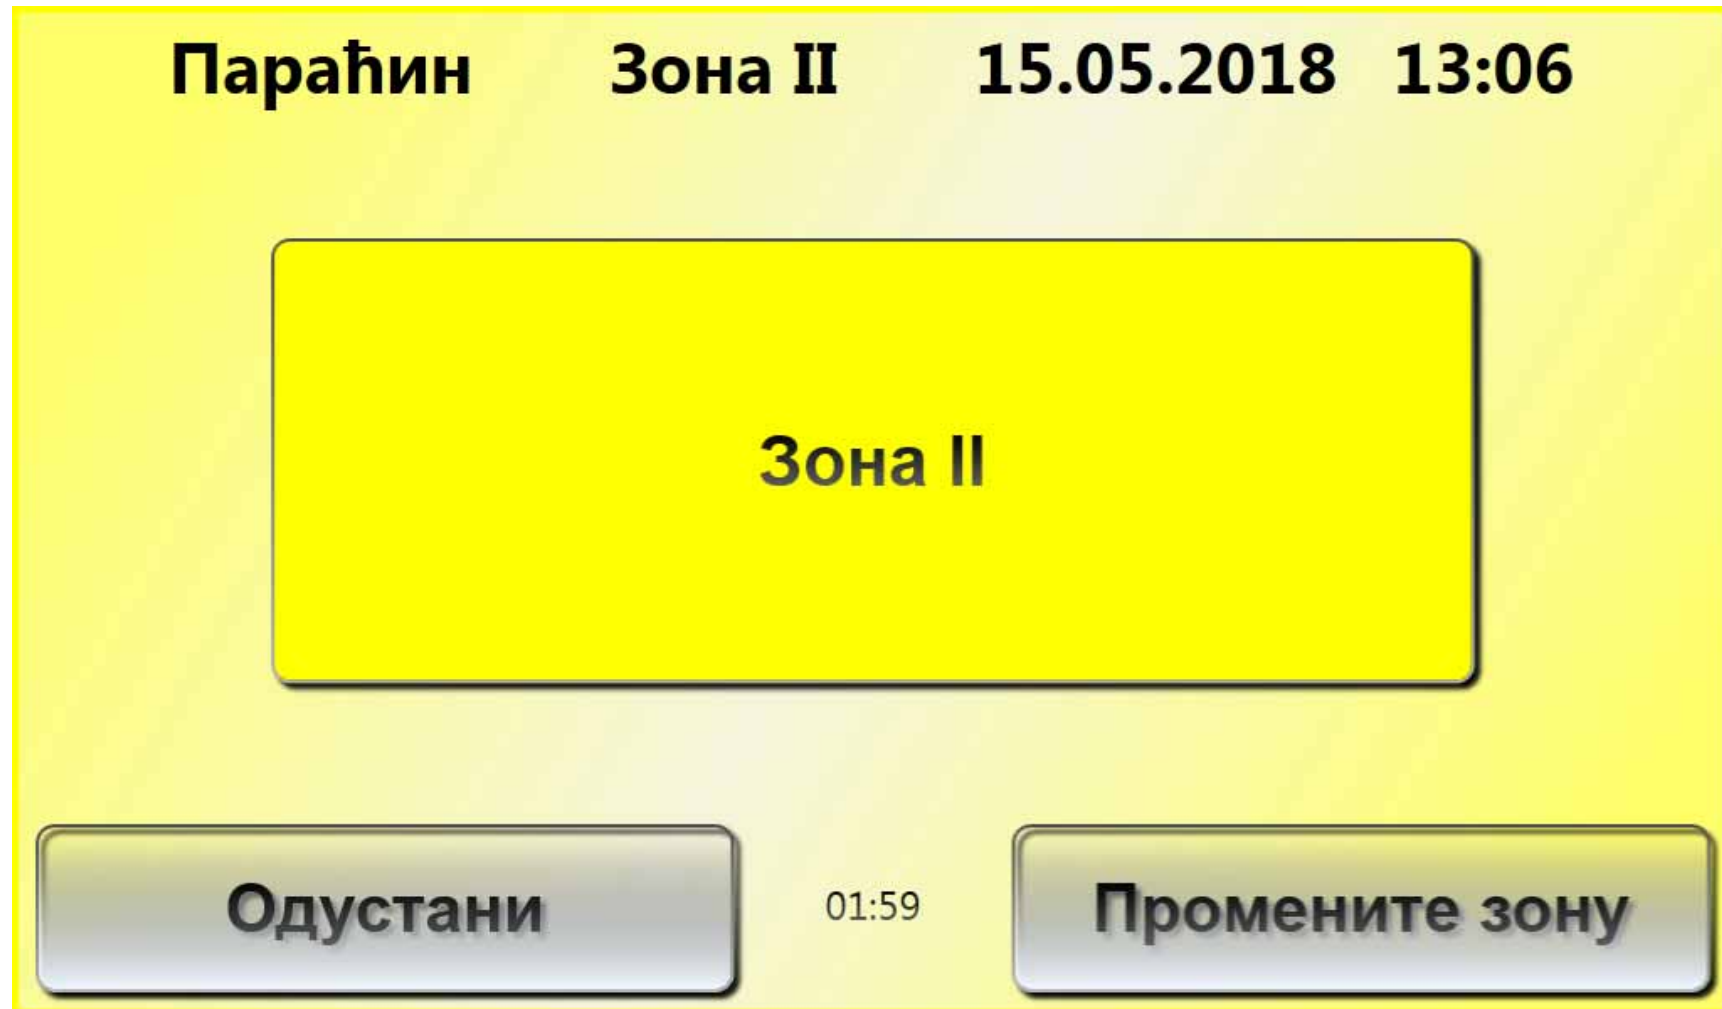 Параћин Зона II 15.05.2018 13:06
Зона II
Одустани 01:59 Промените зону